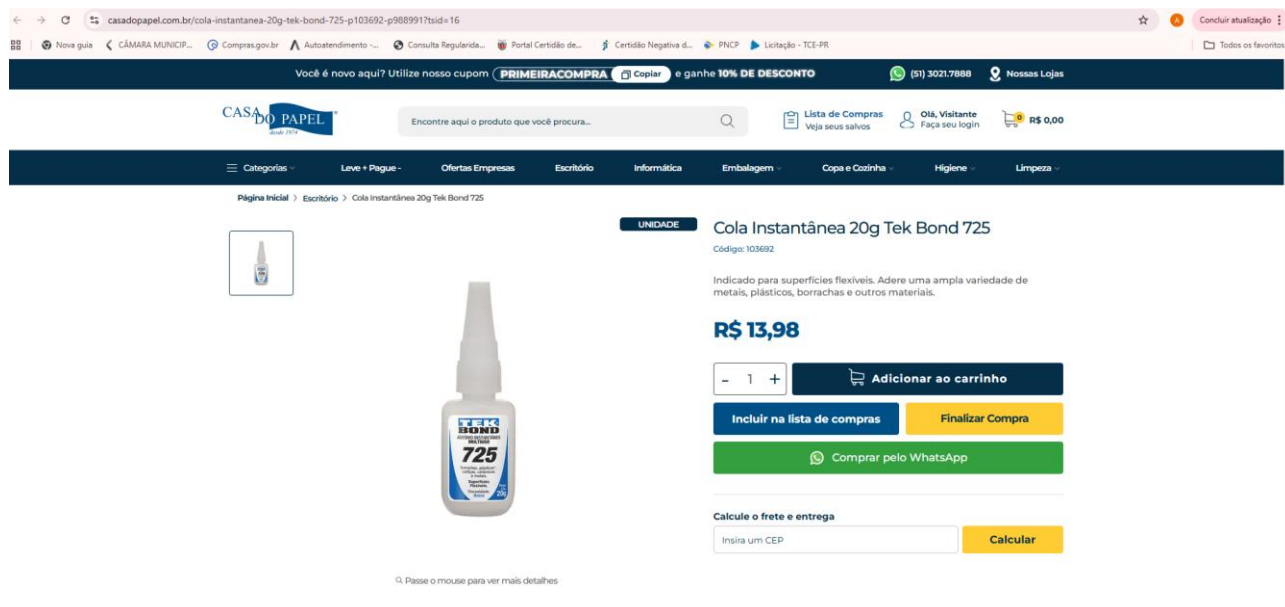 casadopapel.com.br/cola-instantanea-20g-tek-bond-725-p103692-p988991?tsid=16
Concluir atualização
Nova guia CÂMARA MUNICIP... Compras.gov.br Autoatendimento -... Consulta Regularida... Portal Certidão de... Certidão Negativa d... PNCP Licitação - TCE-PR Todos os favoritos
Você é novo aqui? Utilize nosso cupom PRIMEIRACOMPRA Copiar e ganhe 10% DE DESCONTO (51) 3021.7888 Nossas Lojas
CASA DO PAPEL
desde 1974
Encontre aqui o produto que você procura...
Lista de Compras
Veja seus salvos
Olá, Visitante
Faça seu login
0 R$ 0,00
Categorias Leve + Pague - Ofertas Empresas Escritório Informática Embalagem Copa e Cozinha Higiene Limpeza
Página Inicial > Escritório > Cola Instantânea 20g Tek Bond 725
UNIDADE
Cola Instantânea 20g Tek Bond 725
Código: 103692
Indicado para superfícies flexíveis. Adere uma ampla variedade de
metais, plásticos, borrachas e outros materiais.
R$ 13,98
- 1 + Adicionar ao carrinho
Incluir na lista de compras Finalizar Compra
Comprar pelo WhatsApp
Calcule o frete e entrega
Insira um CEP Calcular
TEK
BOND
725
20g
Passe o mouse para ver mais detalhes